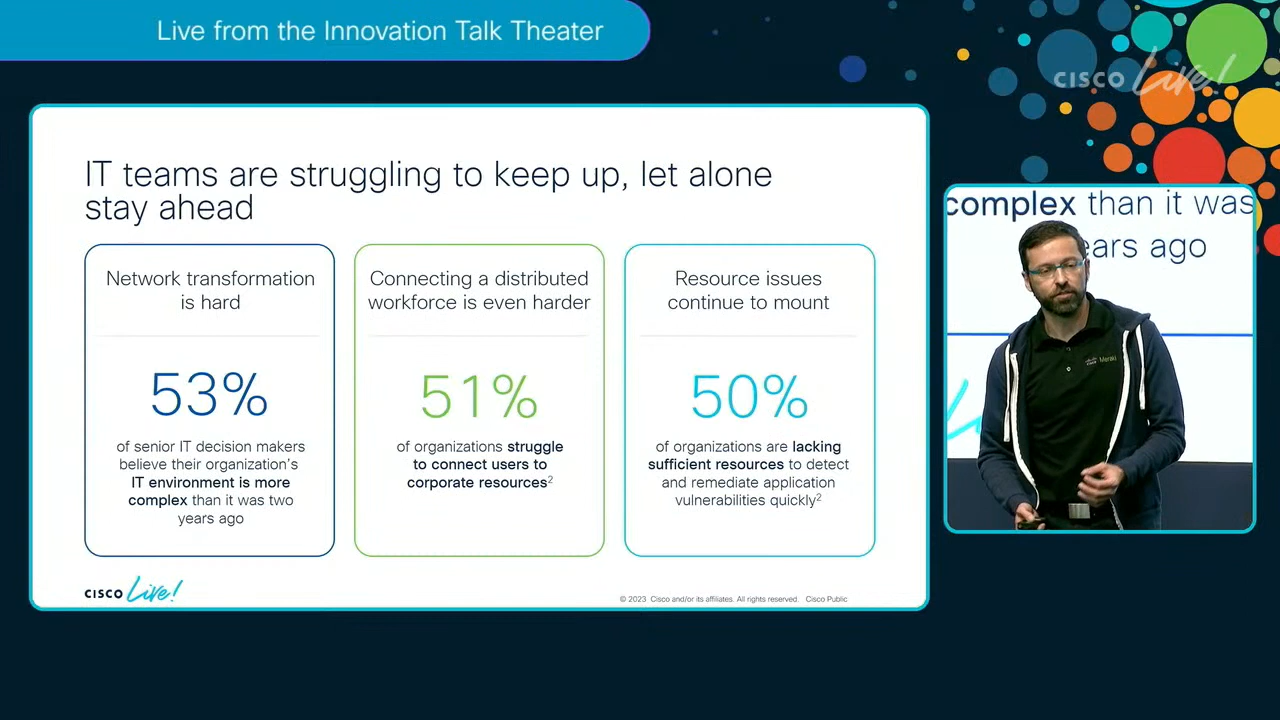 Live from the Innovation Talk Theater
CISCO Live!
IT teams are struggling to keep up, let alone
stay ahead
Network transformation
is hard
53%
of senior IT decision makers
believe their organization's
IT environment is more
complex than it was two
years ago
Connecting a distributed
workforce is even harder
51%
of organizations struggle
to connect users to
corporate resources²
Resource issues
continue to mount
50%
of organizations are lacking
sufficient resources to detect
and remediate application
vulnerabilities quickly²
CISCO Live!
© 2023 Cisco and/or its affiliates. All rights reserved. Cisco Public
complex than it was
ears ago
CISCO Meraki